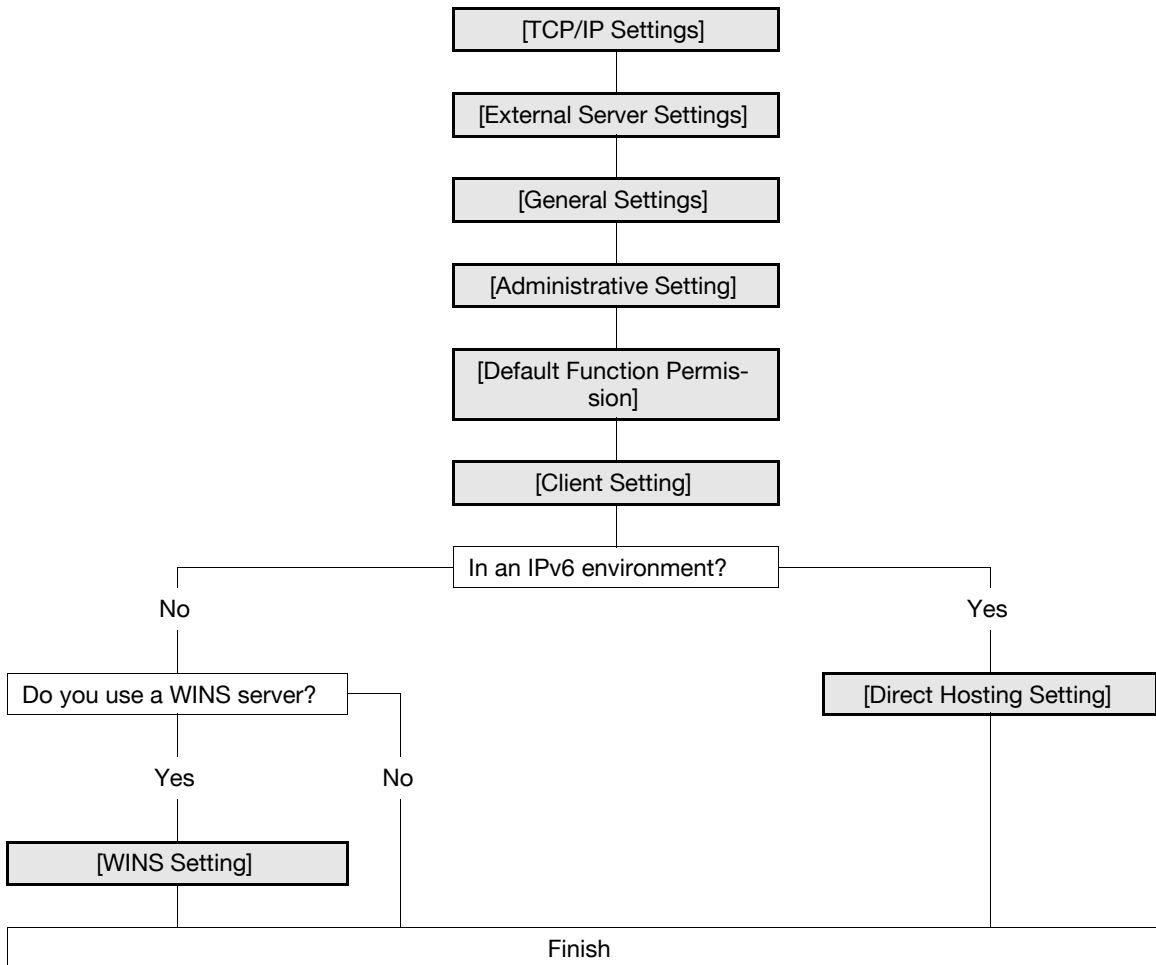 [TCP/IP Settings]
[External Server Settings]
[General Settings]
[Administrative Setting]
[Default Function Permis-
sion]
[Client Setting]
In an IPv6 environment?
No
Yes
Do you use a WINS server?
[Direct Hosting Setting]
Yes
No
[WINS Setting]
Finish